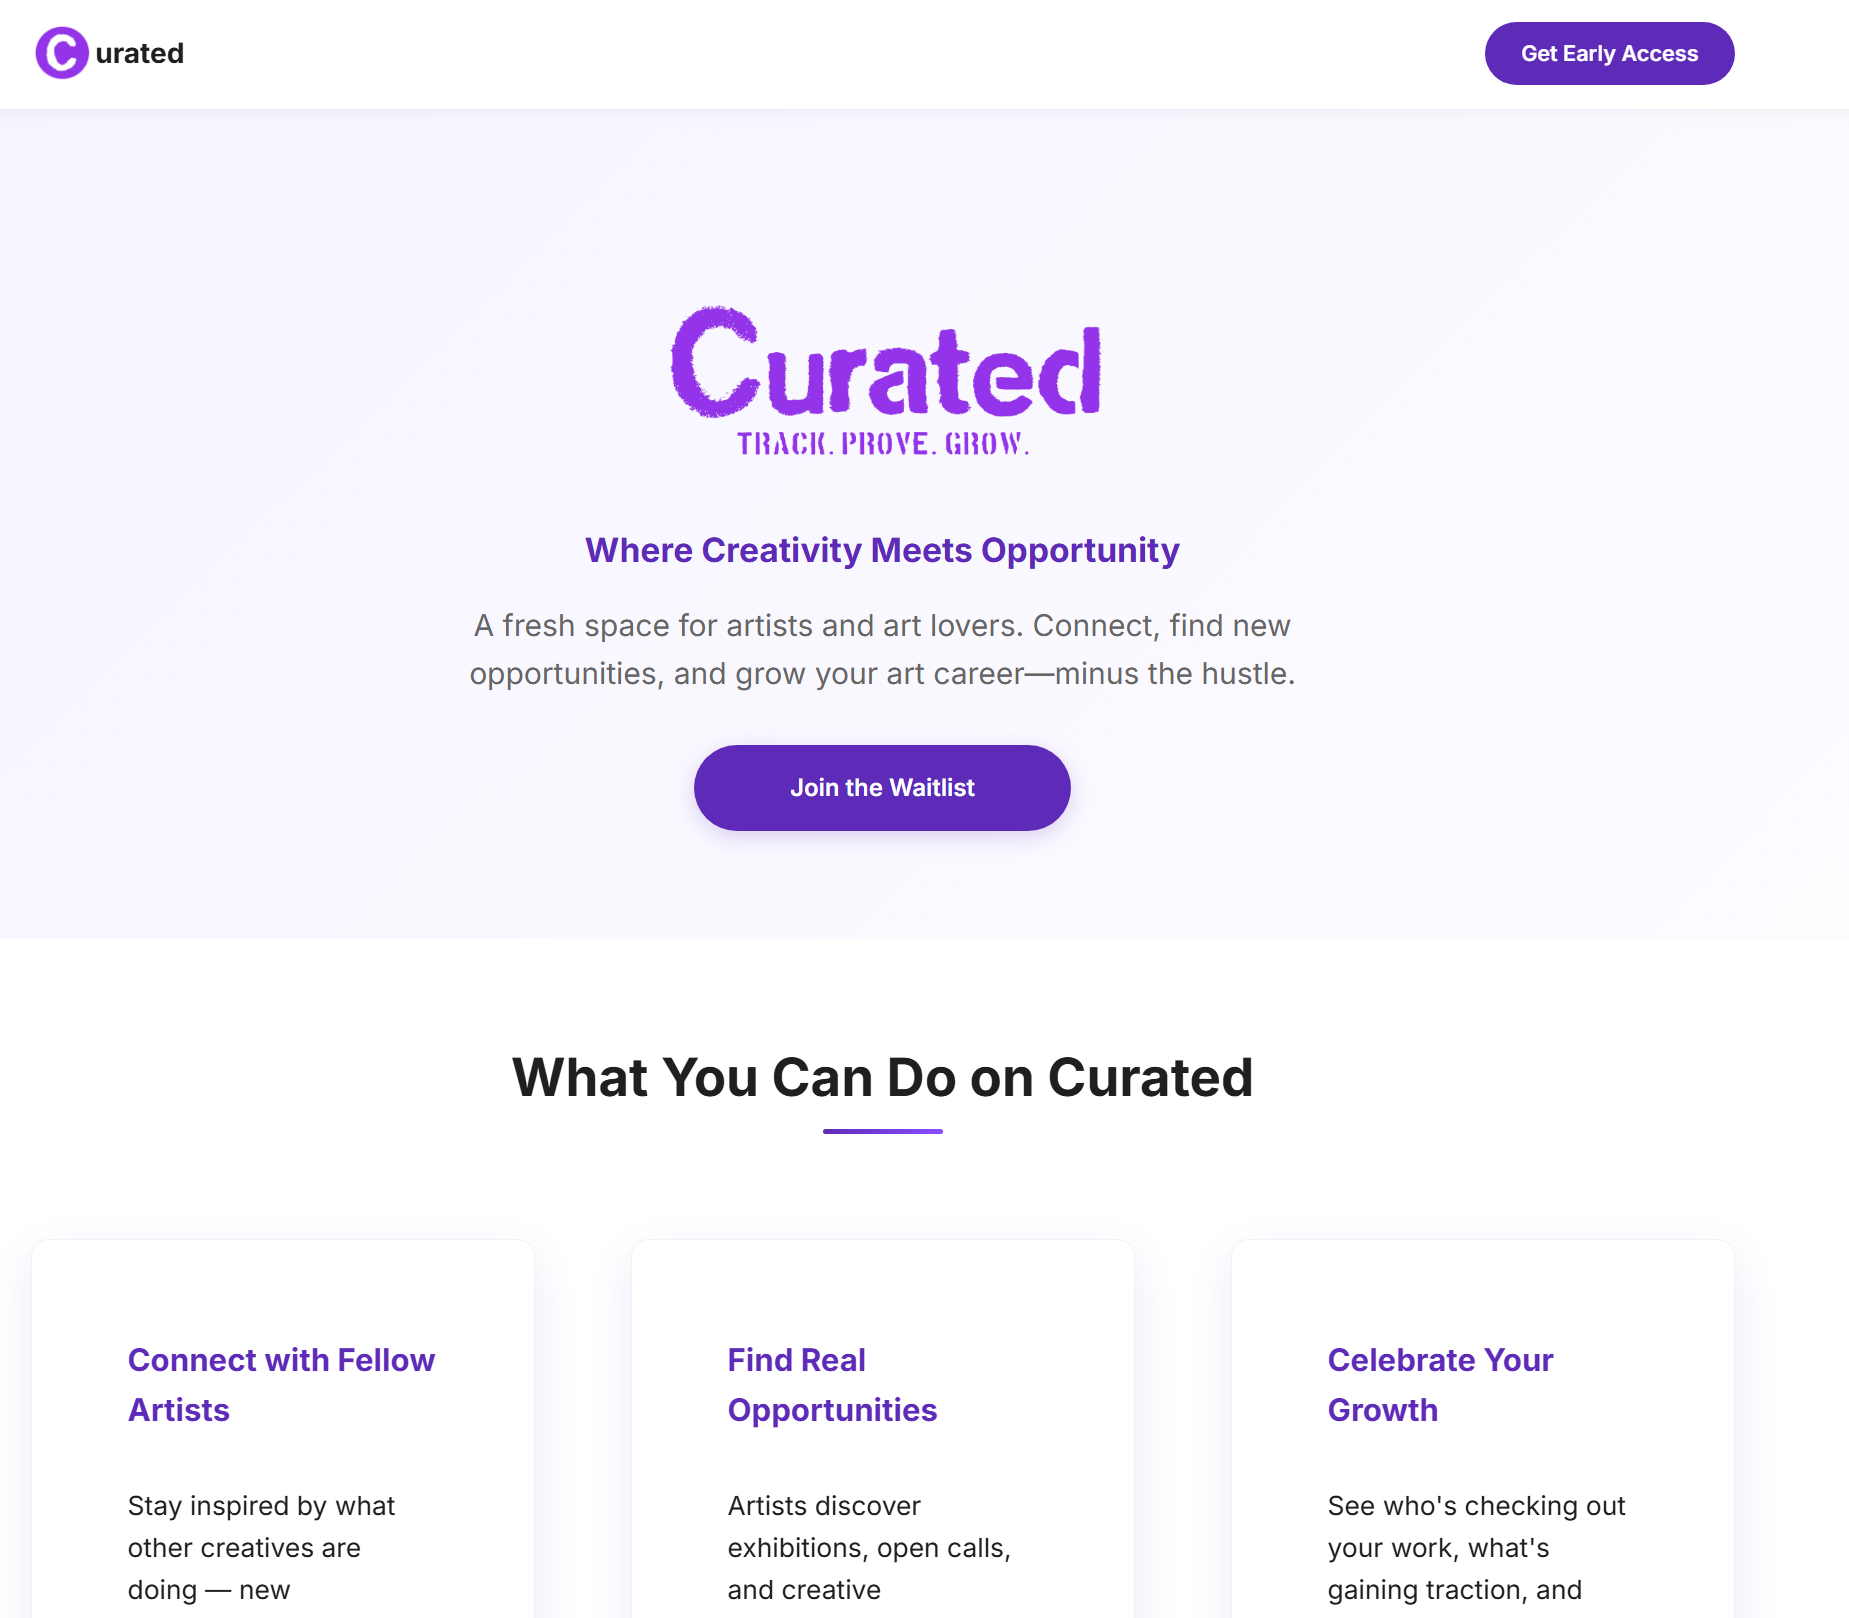 Curated
Get Early Access
Curated
TRACK. PROVE. GROW.
Where Creativity Meets Opportunity
A fresh space for artists and art lovers. Connect, find new
opportunities, and grow your art career—minus the hustle.
Join the Waitlist
What You Can Do on Curated
Connect with Fellow
Artists
Stay inspired by what
other creatives are
doing — new
Find Real
Opportunities
Artists discover
exhibitions, open calls,
and creative
Celebrate Your
Growth
See who's checking out
your work, what's
gaining traction, and